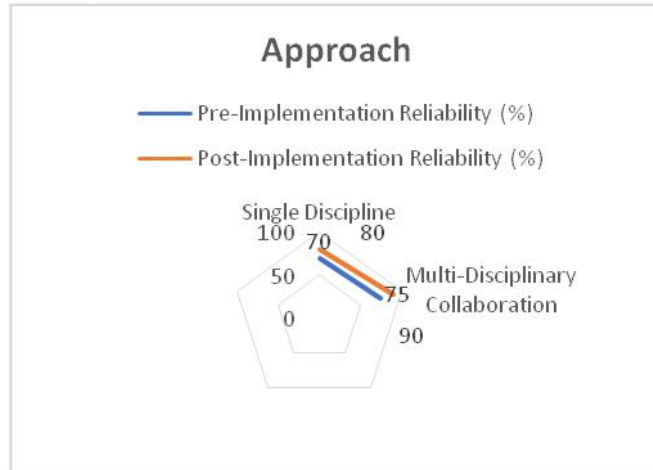 Approach
Pre-Implementation Reliability (%)
Post-Implementation Reliability (%)
Single Discipline
100
70
80
50
Multi-Disciplinary
Collaboration
75
0
90